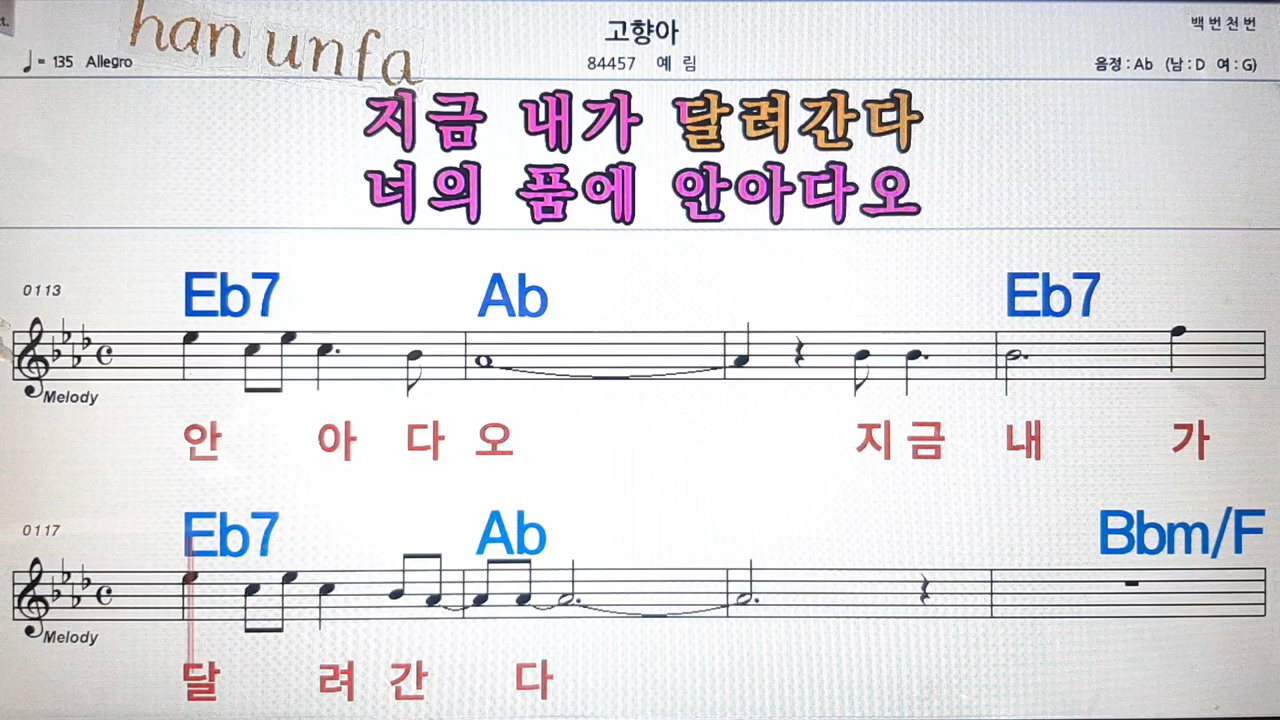 han unfa
고향아
백번천번
♩= 135 Allegro
84457 예 림
음정 : Ab (남 : D 여 : G)
지금 내가 달려간다
너의 품에 안아다오
0113
Eb7 Ab Eb7
Melody
안 아 다 오 지 금 내 가
0117
Eb7 Ab Bbm/F
Melody
달 려 간 다